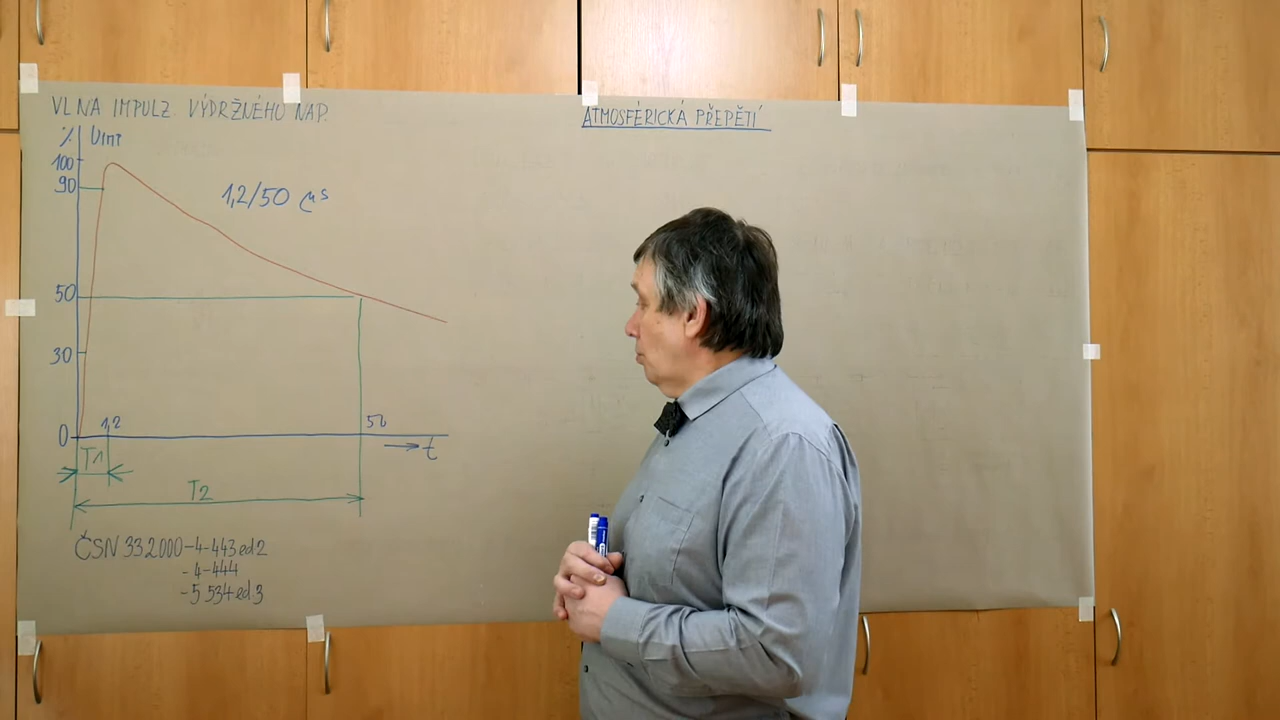 VLNA IMPULZ. VÝDRŽNÉHO NAP.
ATMOSFÉRICKÁ PŘEPĚTÍ
%
100
90
1,2/50 μs
50
30
0
1,2
50
t
T1
T2
ČSN 33 2000-4-443 ed 2
-4-444
-5 534 ed.3